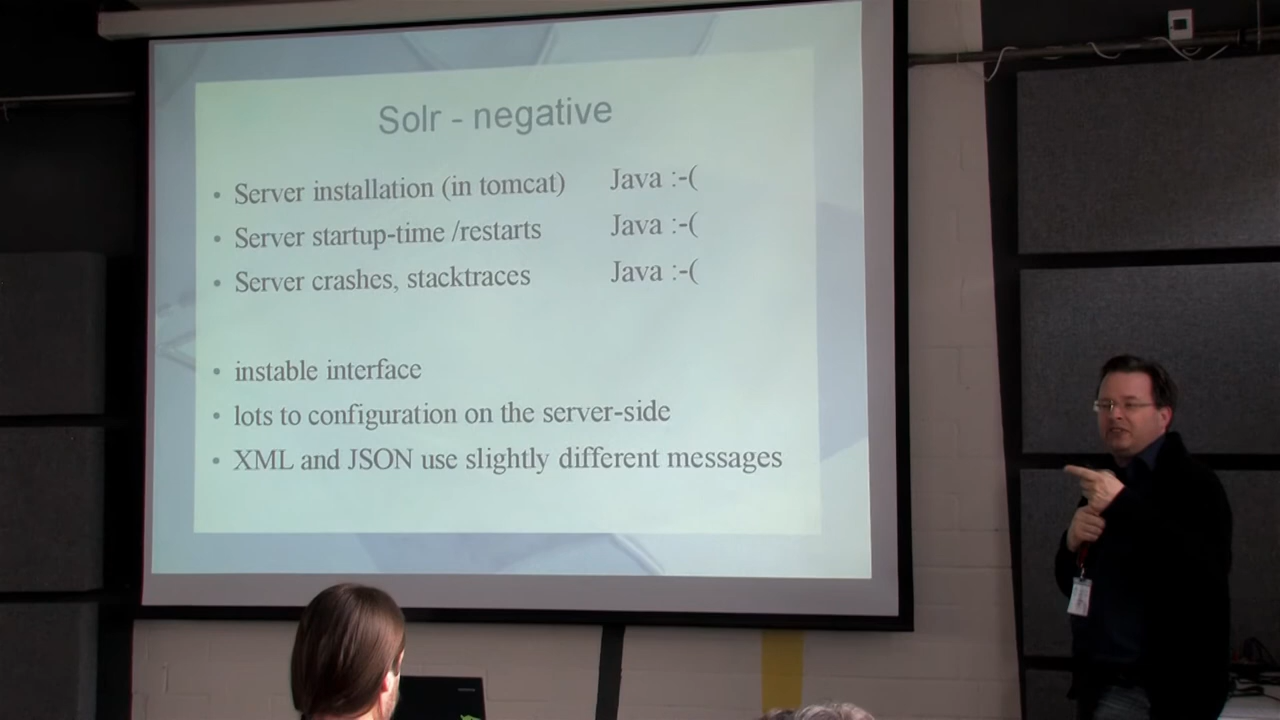 Solr - negative
• Server installation (in tomcat) Java :-(
• Server startup-time /restarts Java :-(
• Server crashes, stacktraces Java :-(
• instable interface
• lots to configuration on the server-side
• XML and JSON use slightly different messages